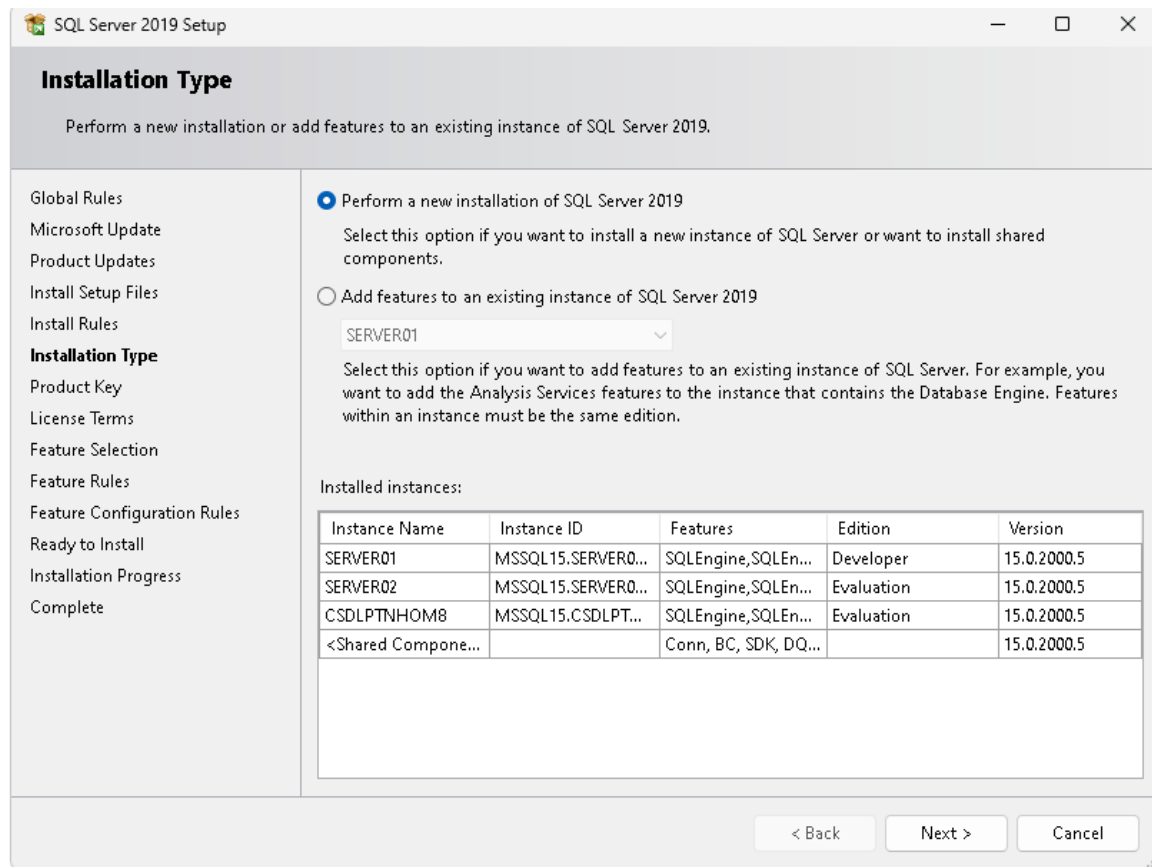 SQL Server 2019 Setup
Installation Type
Perform a new installation or add features to an existing instance of SQL Server 2019.
Global Rules
Microsoft Update
Product Updates
Install Setup Files
Install Rules
Installation Type
Product Key
License Terms
Feature Selection
Feature Rules
Feature Configuration Rules
Ready to Install
Installation Progress
Complete
Perform a new installation of SQL Server 2019
Select this option if you want to install a new instance of SQL Server or want to install shared
components.
Add features to an existing instance of SQL Server 2019
SERVER01
Select this option if you want to add features to an existing instance of SQL Server. For example, you
want to add the Analysis Services features to the instance that contains the Database Engine. Features
within an instance must be the same edition.
Installed instances:
Instance Name Instance ID Features Edition Version
SERVER01 MSSQL15.SERVER0... SQLEngine,SQLEn... Developer 15.0.2000.5
SERVER02 MSSQL15.SERVER0... SQLEngine,SQLEn... Evaluation 15.0.2000.5
CSDLPTNHOM8 MSSQL15.CSDLPT... SQLEngine,SQLEn... Evaluation 15.0.2000.5
<Shared Compone... Conn, BC, SDK, DQ... 15.0.2000.5
< Back Next > Cancel